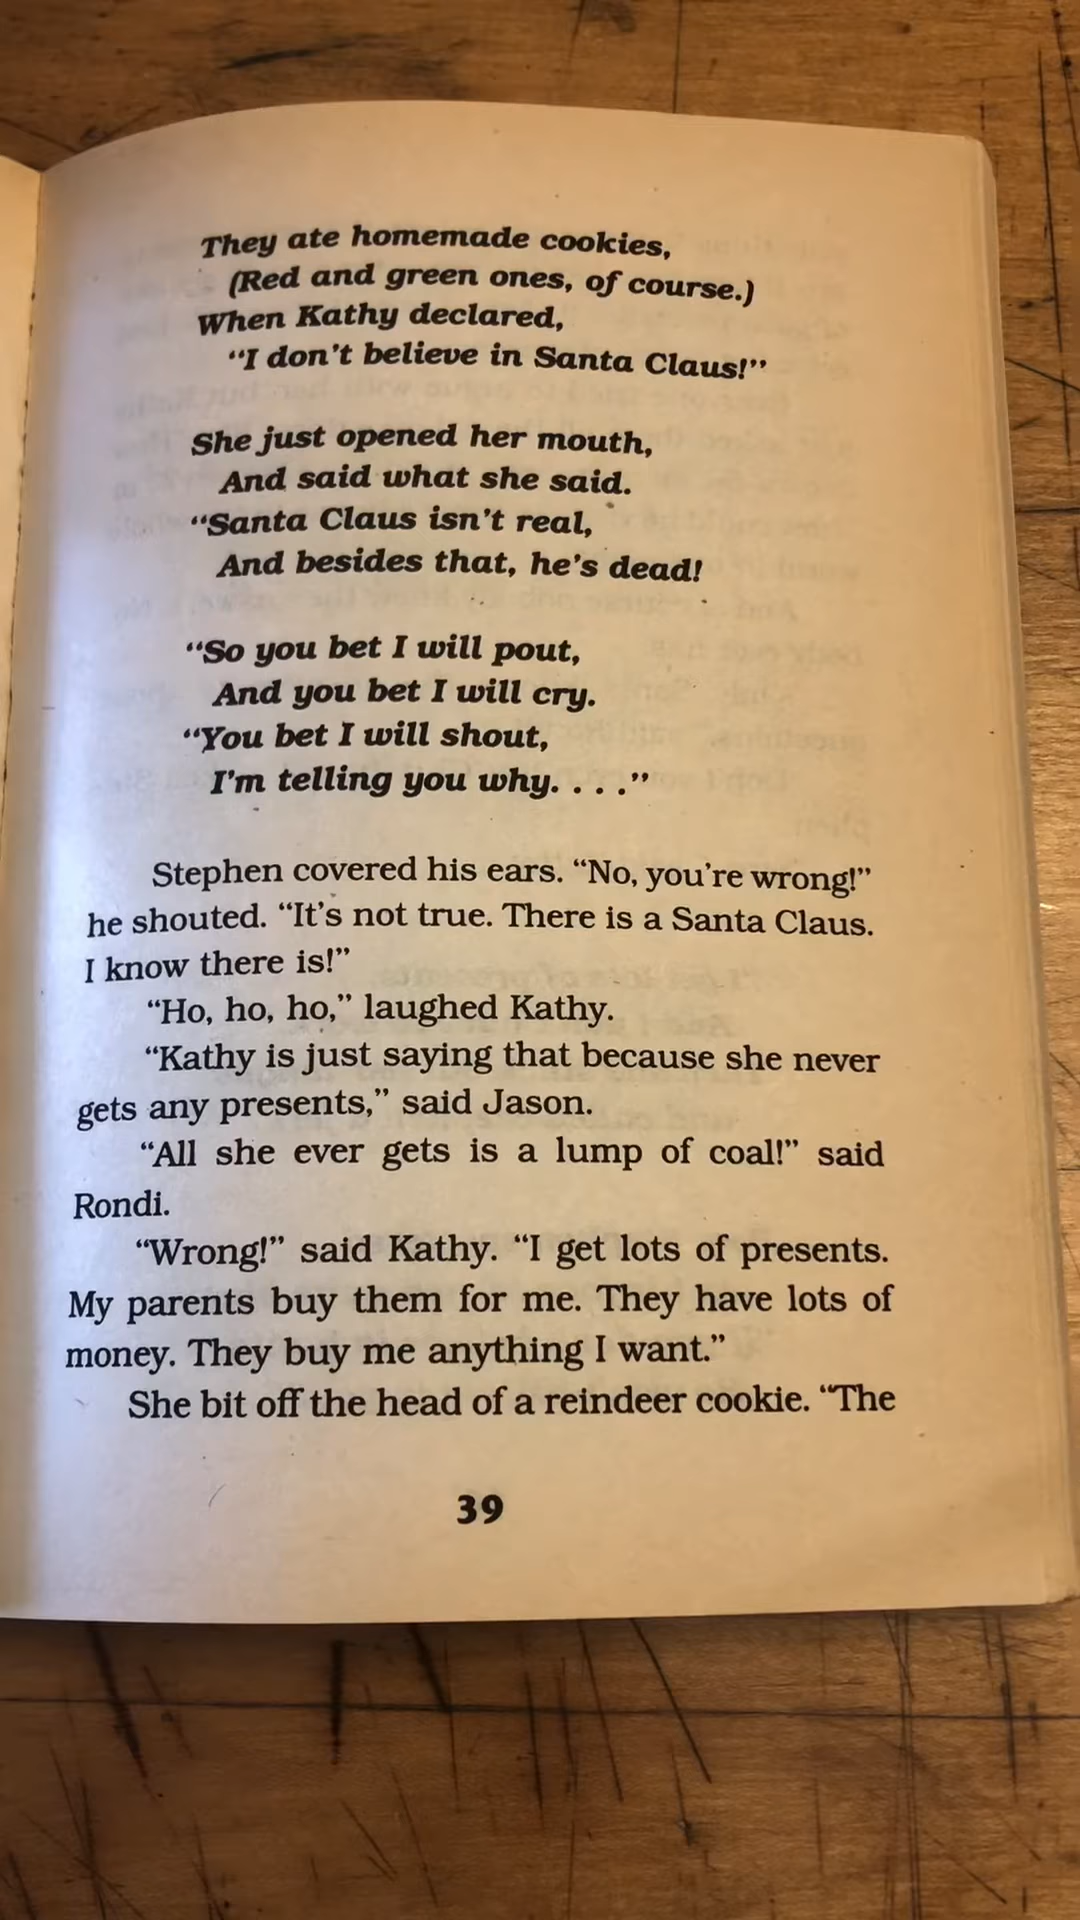 They ate homemade cookies,
(Red and green ones, of course.)
When Kathy declared,
“I don't believe in Santa Claus!”
She just opened her mouth,
And said what she said.
“Santa Claus isn't real,
And besides that, he's dead!
“So you bet I will pout,
And you bet I will cry.
“You bet I will shout,
I'm telling you why. . . .”
Stephen covered his ears. “No, you're wrong!”
he shouted. “It's not true. There is a Santa Claus.
I know there is!”
“Ho, ho, ho,” laughed Kathy.
“Kathy is just saying that because she never
gets any presents,” said Jason.
“All she ever gets is a lump of coal!” said
Rondi.
“Wrong!” said Kathy. “I get lots of presents.
My parents buy them for me. They have lots of
money. They buy me anything I want.”
She bit off the head of a reindeer cookie. “The
39